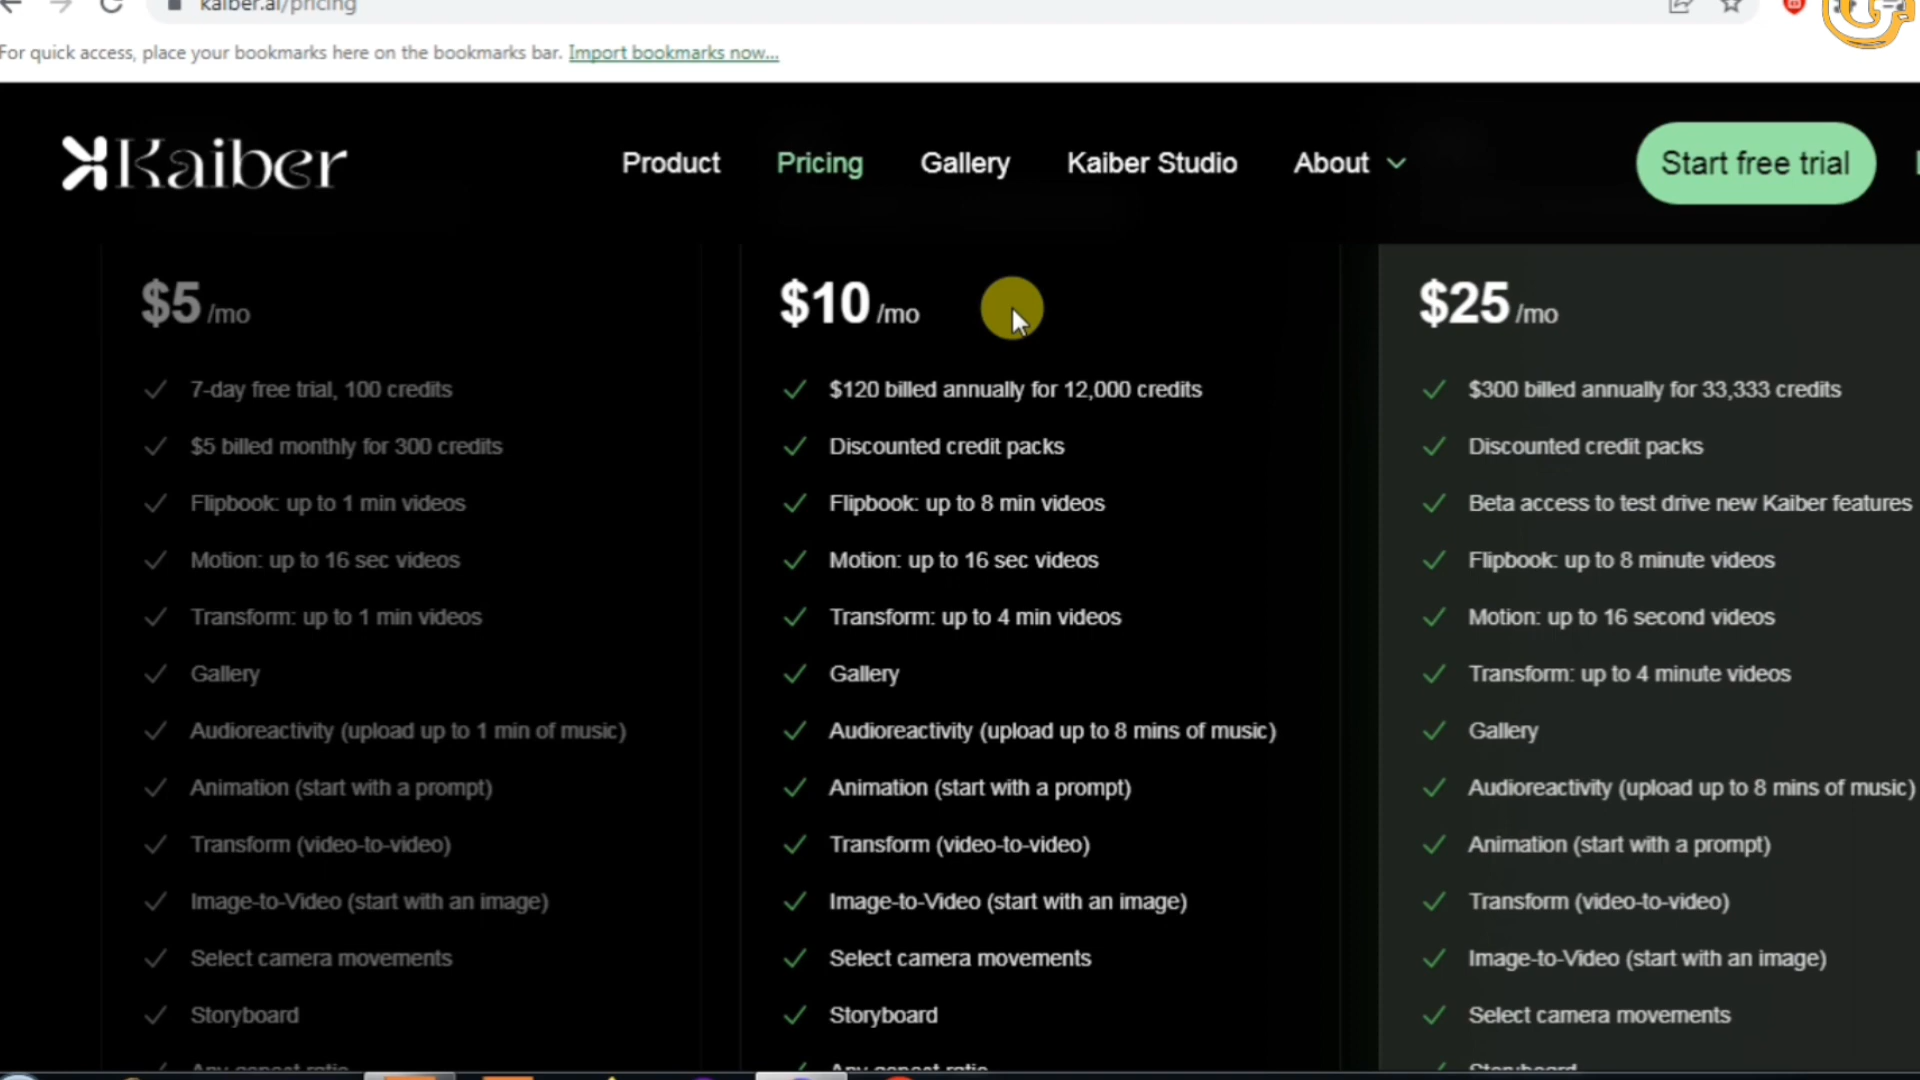 kaiber.ai/pricing
For quick access, place your bookmarks here on the bookmarks bar. Import bookmarks now...
Kaiber
Product
Pricing
Gallery
Kaiber Studio
About
Start free trial
$5 /mo
7-day free trial, 100 credits
$5 billed monthly for 300 credits
Flipbook: up to 1 min videos
Motion: up to 16 sec videos
Transform: up to 1 min videos
Gallery
Audioreactivity (upload up to 1 min of music)
Animation (start with a prompt)
Transform (video-to-video)
Image-to-Video (start with an image)
Select camera movements
Storyboard
Any aspect ratio
$10 /mo
$120 billed annually for 12,000 credits
Discounted credit packs
Flipbook: up to 8 min videos
Motion: up to 16 sec videos
Transform: up to 4 min videos
Gallery
Audioreactivity (upload up to 8 mins of music)
Animation (start with a prompt)
Transform (video-to-video)
Image-to-Video (start with an image)
Select camera movements
Storyboard
Any aspect ratio
$25 /mo
$300 billed annually for 33,333 credits
Discounted credit packs
Beta access to test drive new Kaiber features
Flipbook: up to 8 minute videos
Motion: up to 16 second videos
Transform: up to 4 minute videos
Gallery
Audioreactivity (upload up to 8 mins of music)
Animation (start with a prompt)
Transform (video-to-video)
Image-to-Video (start with an image)
Select camera movements
Storyboard